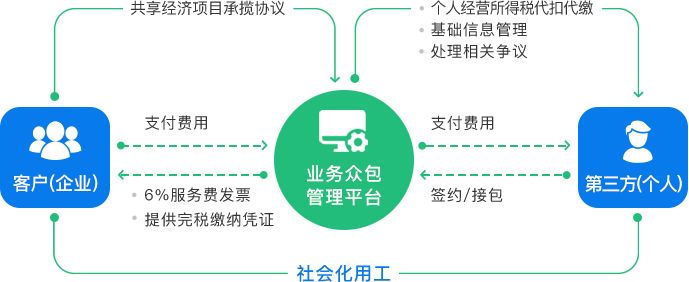 共享经济项目承揽协议
个人经营所得税代扣代缴
基础信息管理
处理相关争议
支付费用
支付费用
客户(企业)
业务众包
管理平台
第三方(个人)
6%服务费发票
提供完税缴纳凭证
签约/接包
社会化用工